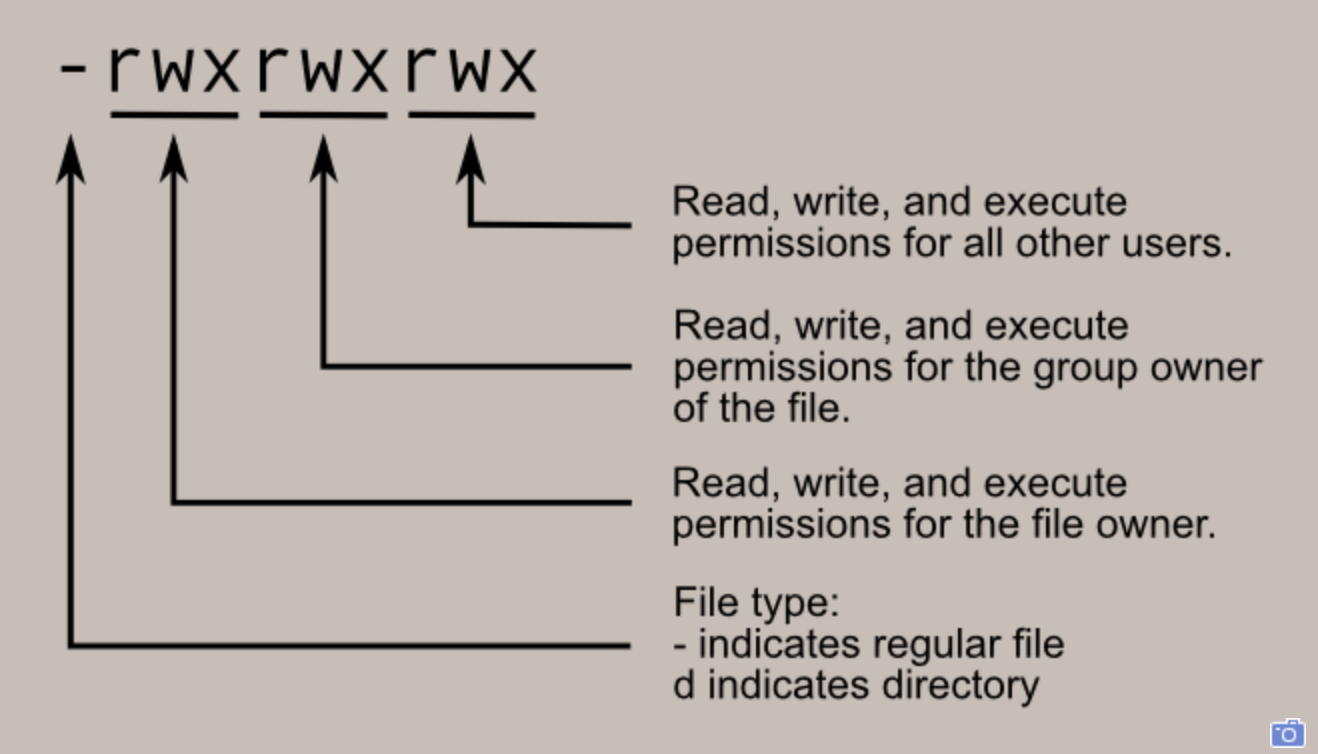 -rwxrwxrwx
Read, write, and execute
permissions for all other users.
Read, write, and execute
permissions for the group owner
of the file.
Read, write, and execute
permissions for the file owner.
File type:
- indicates regular file
d indicates directory